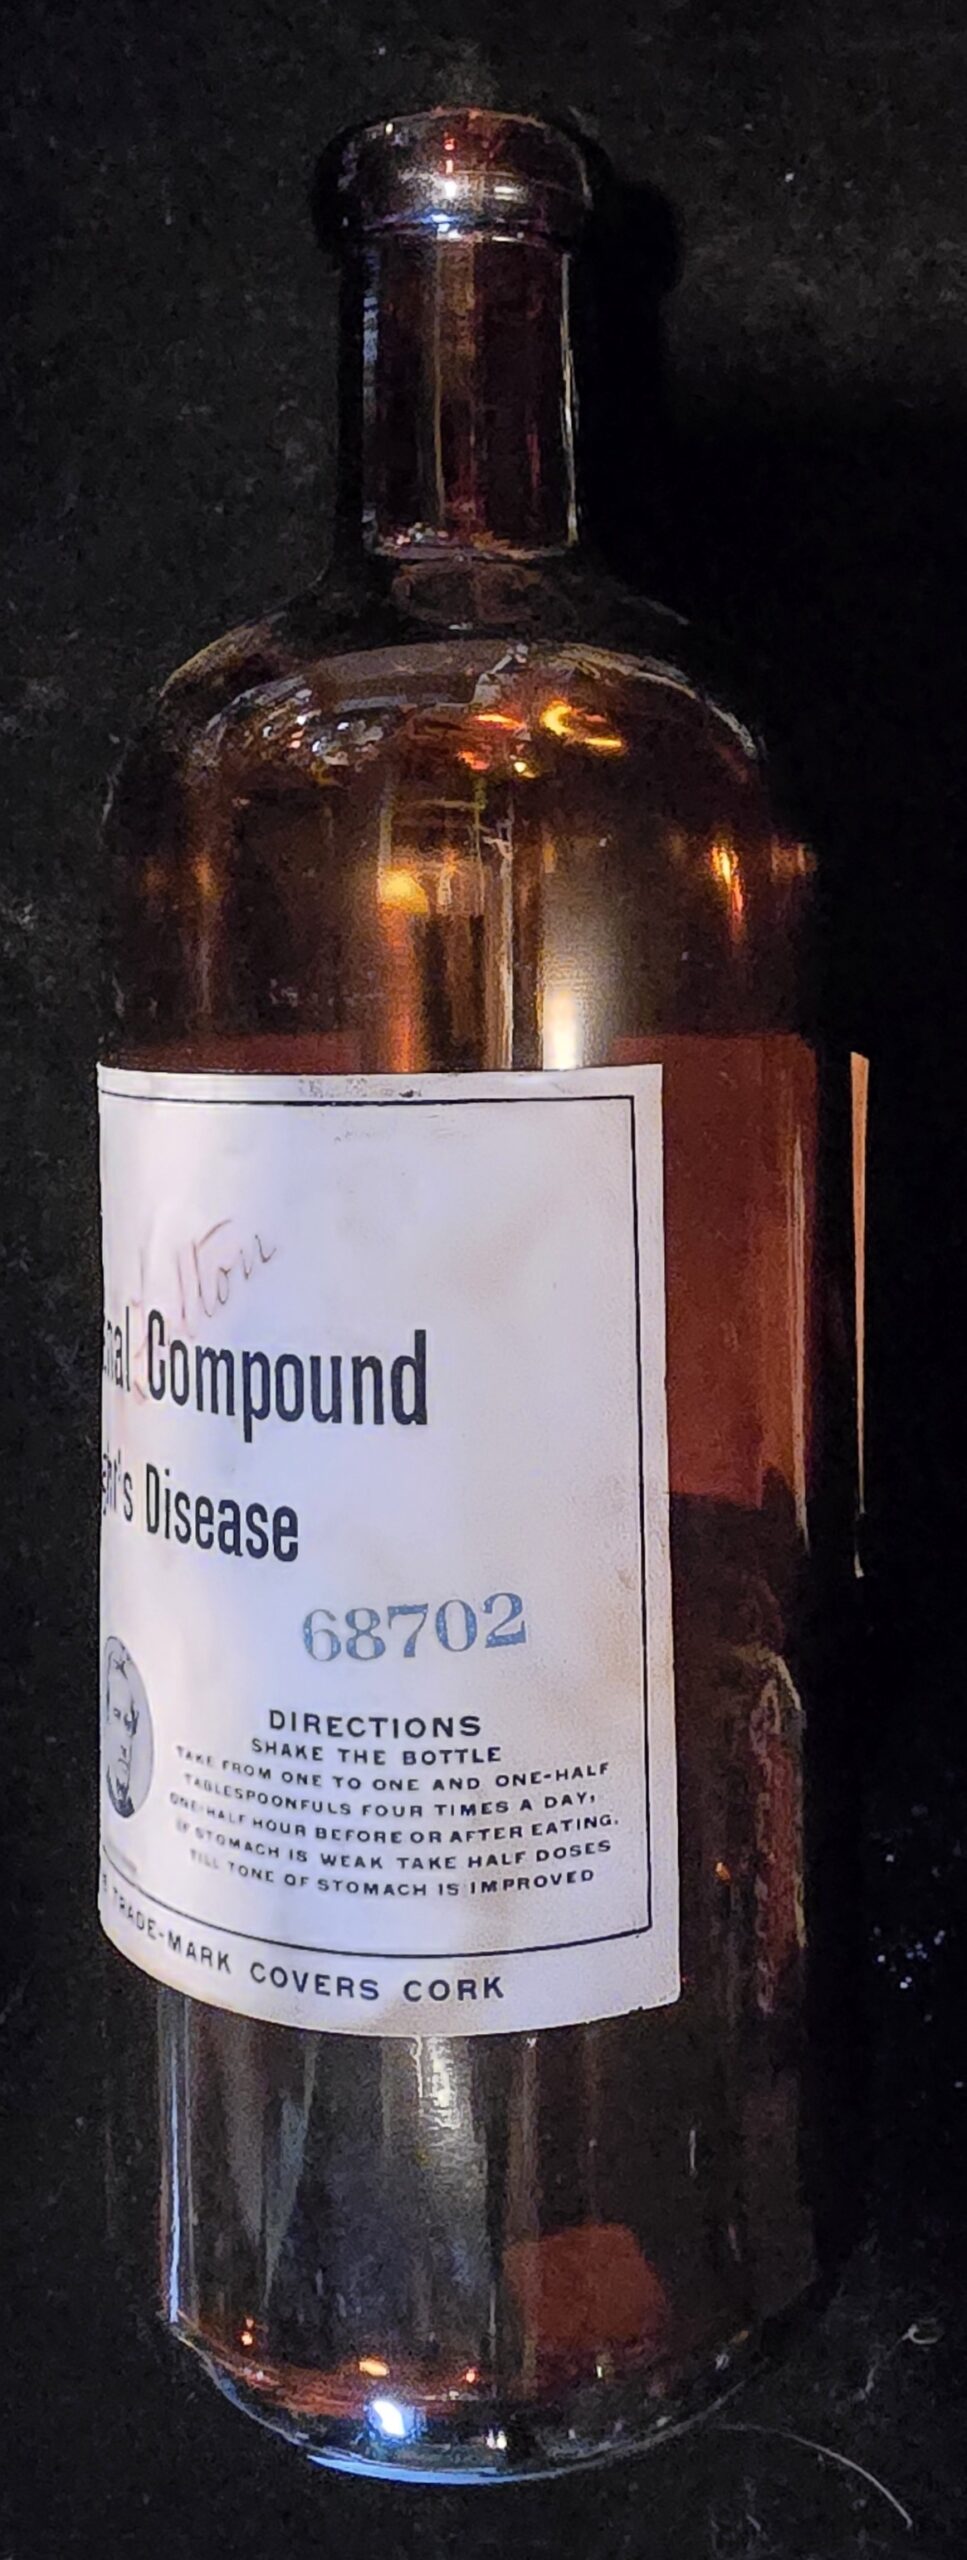 Compound
Disease
68702
DIRECTIONS
SHAKE THE BOTTLE
TAKE FROM ONE TO ONE AND ONE-HALF
TABLESPOONFULS FOUR TIMES A DAY,
ONE-HALF HOUR BEFORE OR AFTER EATING.
IF STOMACH IS WEAK TAKE HALF DOSES
TILL TONE OF STOMACH IS IMPROVED
TRADE-MARK COVERS CORK